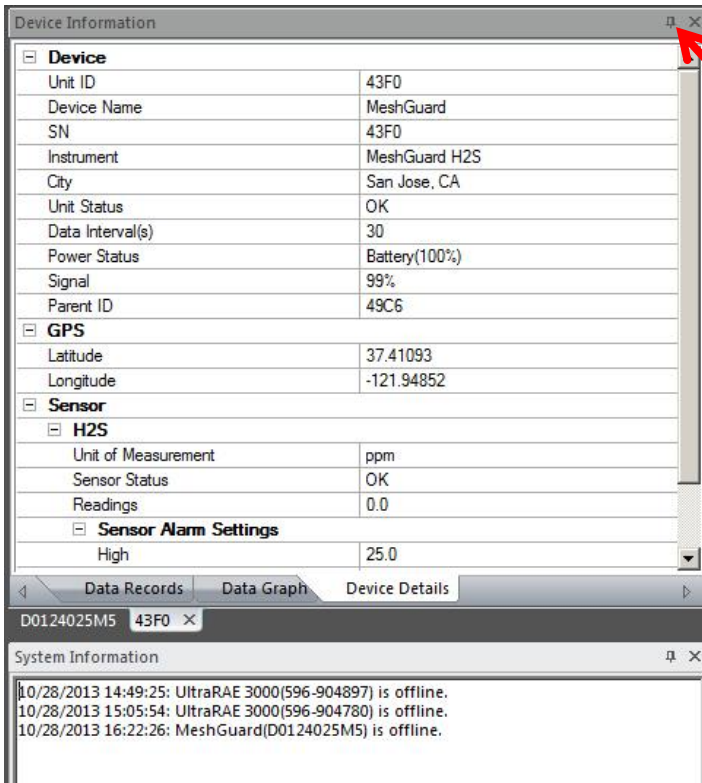 Device Information
Device
Unit ID 43F0
Device Name MeshGuard
SN 43F0
Instrument MeshGuard H2S
City San Jose, CA
Unit Status OK
Data Interval(s) 30
Power Status Battery(100%)
Signal 99%
Parent ID 49C6
GPS
Latitude 37.41093
Longitude -121.94852
Sensor
H2S
Unit of Measurement ppm
Sensor Status OK
Readings 0.0
Sensor Alarm Settings
High 25.0
Data Records Data Graph Device Details
D0124025M5 43F0
System Information
10/28/2013 14:49:25: UltraRAE 3000(596-904897) is offline.
10/28/2013 15:05:54: UltraRAE 3000(596-904780) is offline.
10/28/2013 16:22:26: MeshGuard(D0124025M5) is offline.